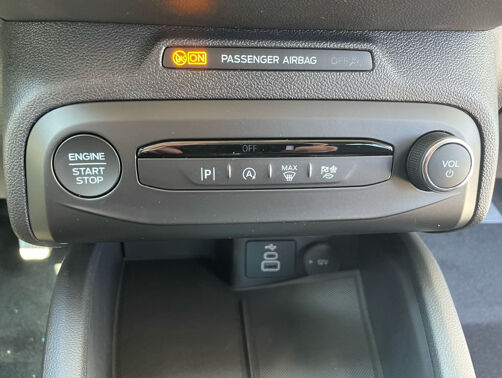 ON PASSENGER AIRBAG OFF
OFF
ENGINE
START
STOP
P A MAX
VOL
12V